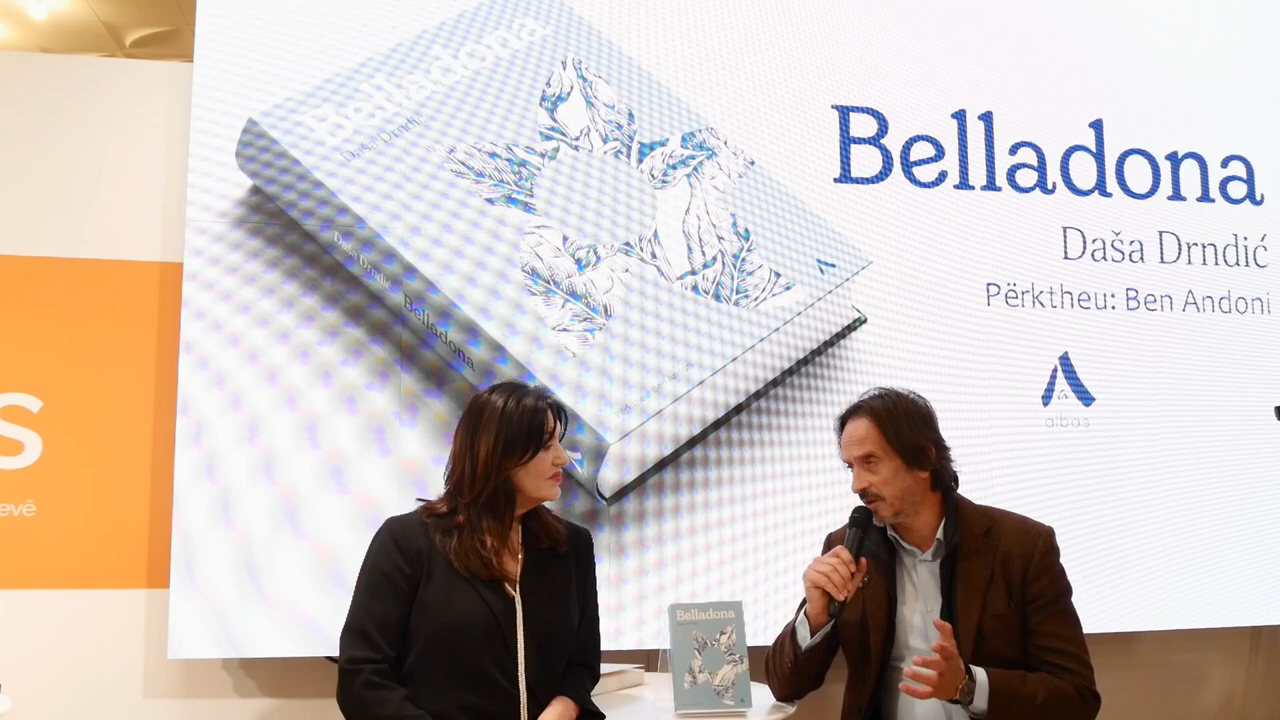 Belladona
Daša Drndić
Daša Drndić
Belladona
Belladona
Daša Drndić
Përktheu: Ben Andoni
albas
s
evë
Belladona